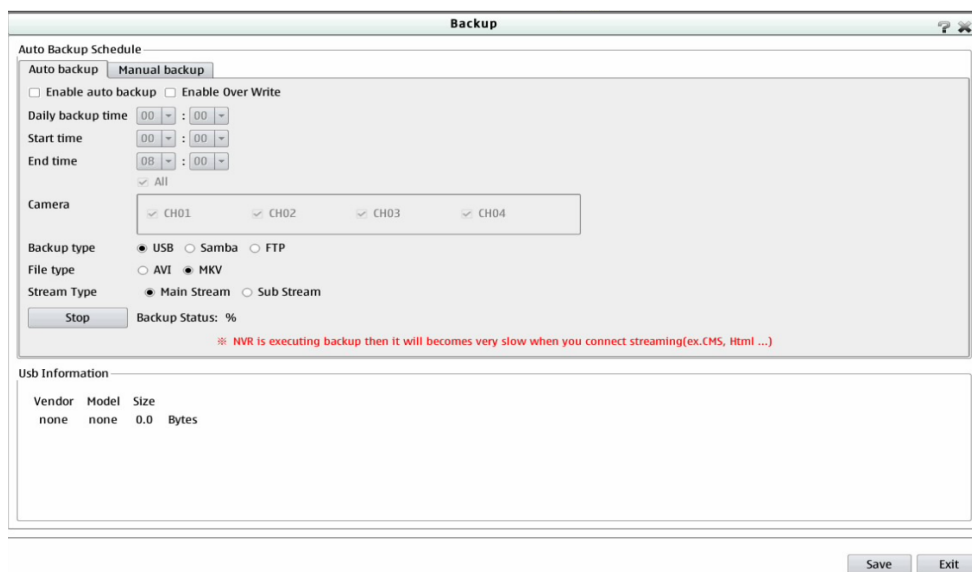 Backup
Auto Backup Schedule
Auto backup Manual backup
Enable auto backup Enable Over Write
Daily backup time 00 : 00
Start time 00 : 00
End time 08 : 00
All
Camera CH01 CH02 CH03 CH04
Backup type USB Samba FTP
File type AVI MKV
Stream Type Main Stream Sub Stream
Stop Backup Status: %
※ NVR is executing backup then it will becomes very slow when you connect streaming(ex.CMS, Html ...)
Usb Information
Vendor Model Size
none none 0.0 Bytes
Save Exit